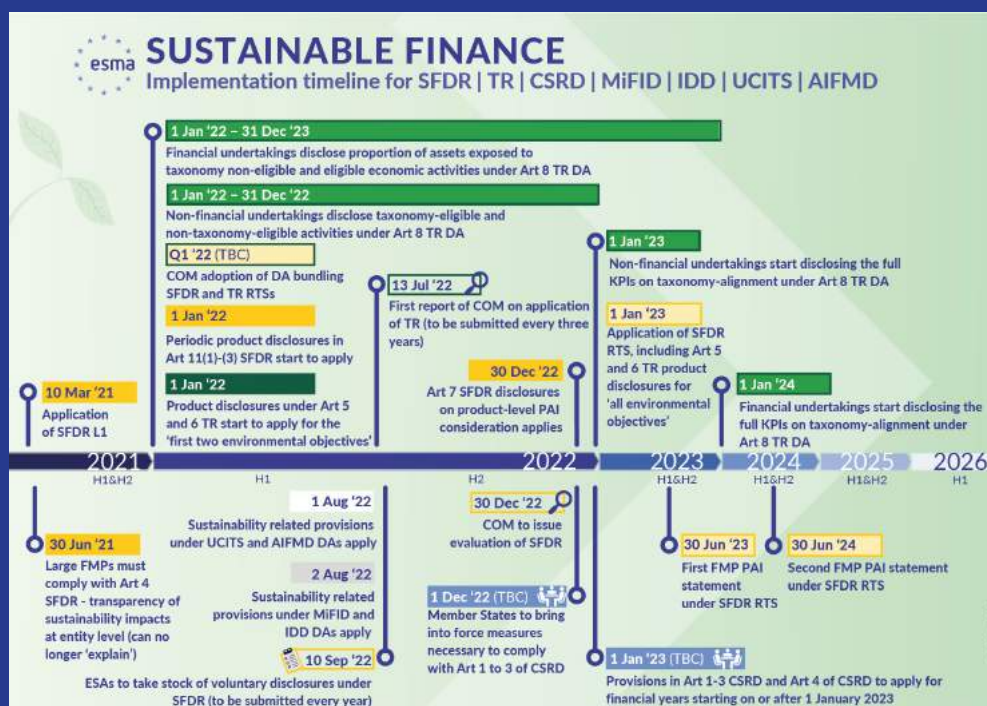 esma
SUSTAINABLE FINANCE
Implementation timeline for SFDR | TR | CSRD | MiFID | IDD | UCITS | AIFMD
1 Jan '22 – 31 Dec '23
Financial undertakings disclose proportion of assets exposed to
taxonomy non-eligible and eligible economic activities under Art 8 TR DA
1 Jan '22 – 31 Dec '22
Non-financial undertakings disclose taxonomy-eligible and
non-taxonomy-eligible activities under Art 8 TR DA
Q1 '22 (TBC)
COM adoption of DA bundling
SFDR and TR RTSs
1 Jan '22
Periodic product disclosures in
Art 11(1)-(3) SFDR start to apply
1 Jan '22
Product disclosures under Art 5
and 6 TR start to apply for the
'first two environmental objectives'
10 Mar '21
Application
of SFDR L1
13 Jul '22
First report of COM on application
of TR (to be submitted every three
years)
30 Dec '22
Art 7 SFDR disclosures
on product-level PAI
consideration applies
1 Jan '23
Non-financial undertakings start disclosing the full
KPIs on taxonomy-alignment under Art 8 TR DA
1 Jan '23
Application of SFDR
RTS, including Art 5
and 6 TR product
disclosures for
'all environmental
objectives'
1 Jan '24
Financial undertakings start disclosing the
full KPIs on taxonomy-alignment under
Art 8 TR DA
2021 2022 2023 2024 2025 2026
H1&H2 H1 H2 H1&H2 H1&H2 H1&H2 H1
30 Jun '21
Large FMPs must
comply with Art 4
SFDR - transparency of
sustainability impacts
at entity level (can no
longer 'explain')
1 Aug '22
Sustainability related provisions
under UCITS and AIFMD DAs apply
2 Aug '22
Sustainability related
provisions under MiFID and
IDD DAs apply
10 Sep '22
ESAs to take stock of voluntary disclosures under
SFDR (to be submitted every year)
30 Dec '22
COM to issue
evaluation of SFDR
1 Dec '22 (TBC)
Member States to bring
into force measures
necessary to comply
with Art 1 to 3 of CSRD
30 Jun '23
First FMP PAI
statement
under SFDR RTS
30 Jun '24
Second FMP PAI statement
under SFDR RTS
1 Jan '23 (TBC)
Provisions in Art 1-3 CSRD and Art 4 of CSRD to apply for
financial years starting on or after 1 January 2023